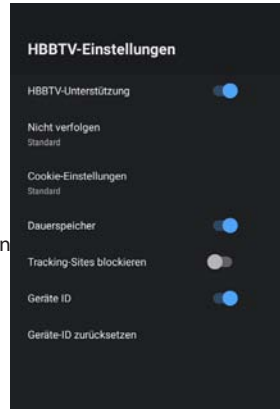 HBBTV-Einstellungen
HBBTV-Unterstützung
Nicht verfolgen
Standard
Cookie-Einstellungen
Standard
Dauerspeicher
n
Tracking-Sites blockieren
Geräte ID
Geräte-ID zurücksetzen